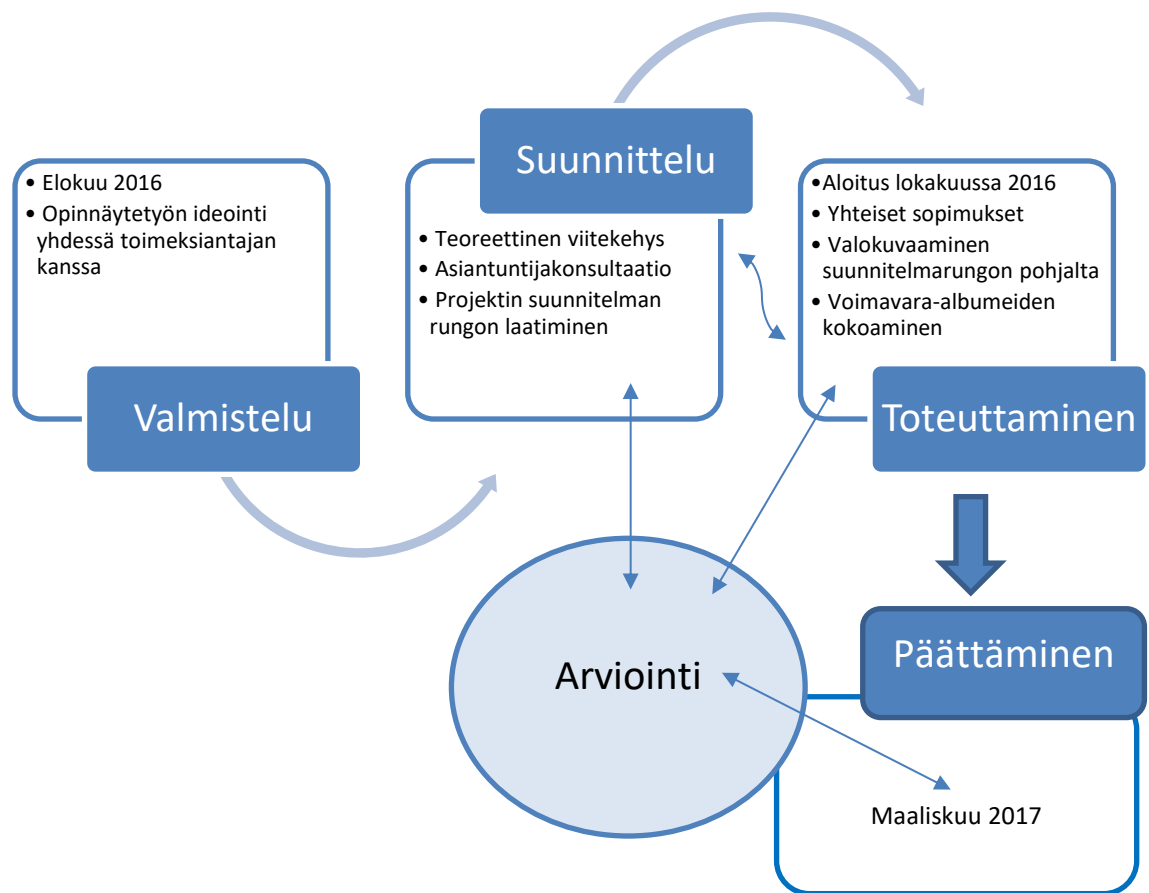 • Elokuu 2016
• Opinnäytetyön ideointi
yhdessä toimeksiantajan
kanssa
Valmistelu
Suunnittelu
• Teoreettinen viitekehys
• Asiantuntijakonsultaatio
• Projektin suunnitelman
rungon laatiminen
•Aloitus lokakuussa 2016
• Yhteiset sopimukset
• Valokuvaaminen
suunnitelmarungon pohjalta
• Voimavara-albumeiden
kokoaminen
Toteuttaminen
Arviointi
Päättäminen
Maaliskuu 2017